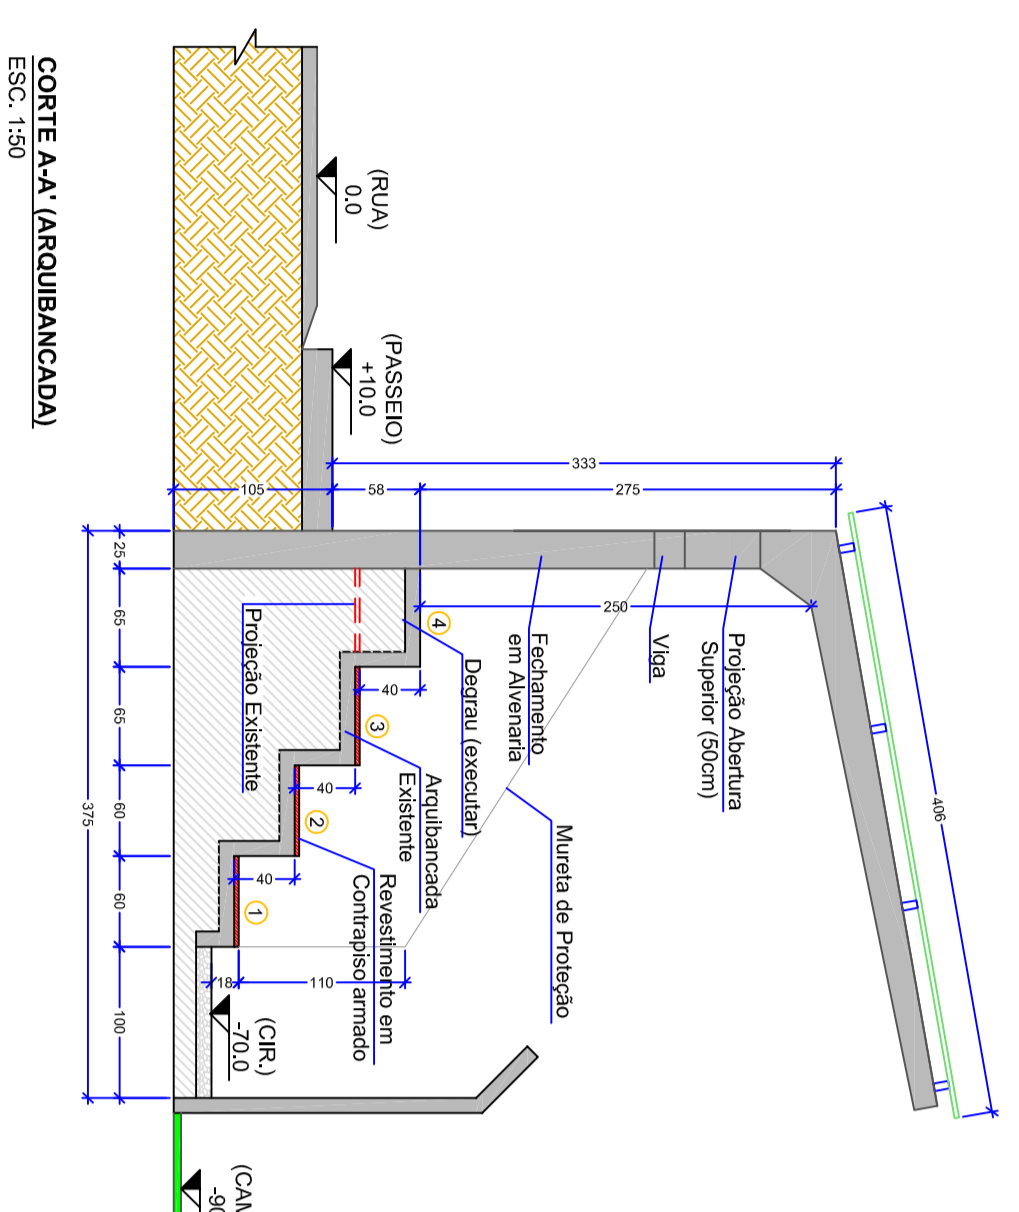 CORTE A-A' (ARQUIBANCADA)
ESC. 1:50
(RUA)
0.0
(PASSEIO)
+10.0
333
105
58
275
406
250
25
65
65
60
60
100
375
40
40
40
18
110
4
3
2
1
Projeção Abertura
Superior (50cm)
Viga
Fechamento
em Alvenaria
Degrau (executar)
Mureta de Proteção
Arquibancada
Existente
Revestimento em
Contrapiso armado
Projeção Existente
(CIR.)
-70.0
(CAM
-90